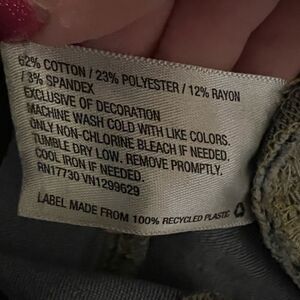 62% COTTON / 23% POLYESTER / 12% RAYON
/ 3% SPANDEX
EXCLUSIVE OF DECORATION
MACHINE WASH COLD WITH LIKE COLORS.
ONLY NON-CHLORINE BLEACH IF NEEDED.
TUMBLE DRY LOW. REMOVE PROMPTLY.
COOL IRON IF NEEDED.
RN17730 VN1299629
LABEL MADE FROM 100% RECYCLED PLASTIC